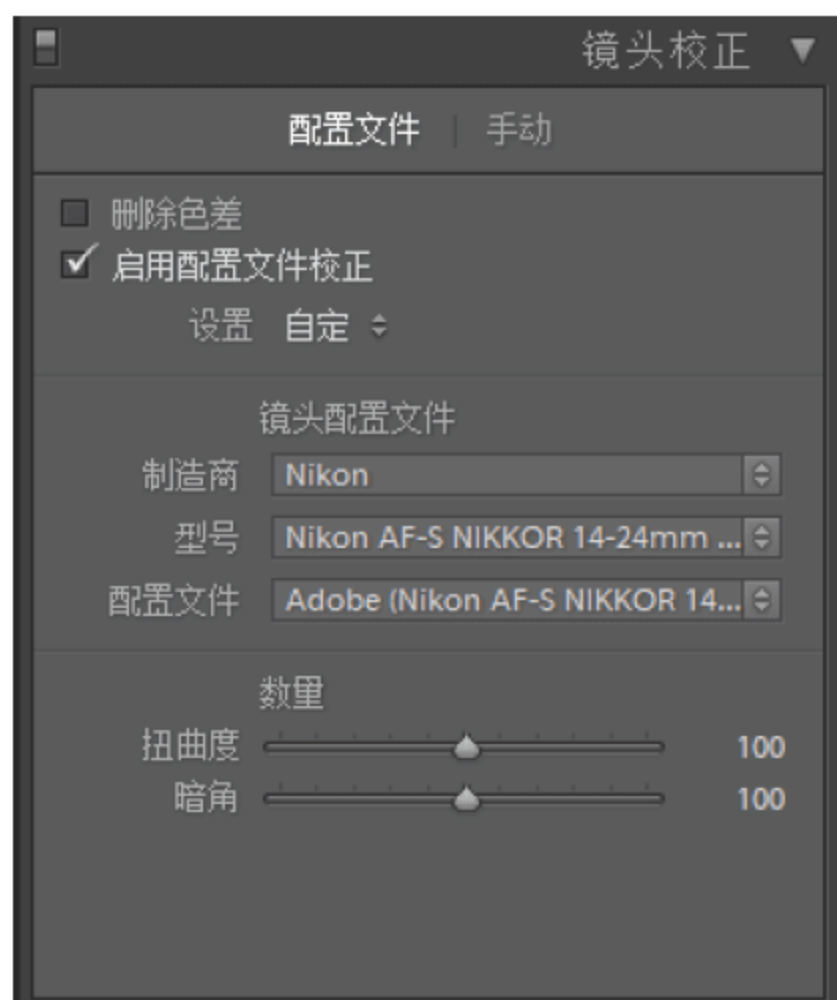 镜头校正
配置文件 | 手动
删除色差
启用配置文件校正
设置 自定
镜头配置文件
制造商 Nikon
型号 Nikon AF-S NIKKOR 14-24mm ...
配置文件 Adobe (Nikon AF-S NIKKOR 14...
数量
扭曲度 100
暗角 100